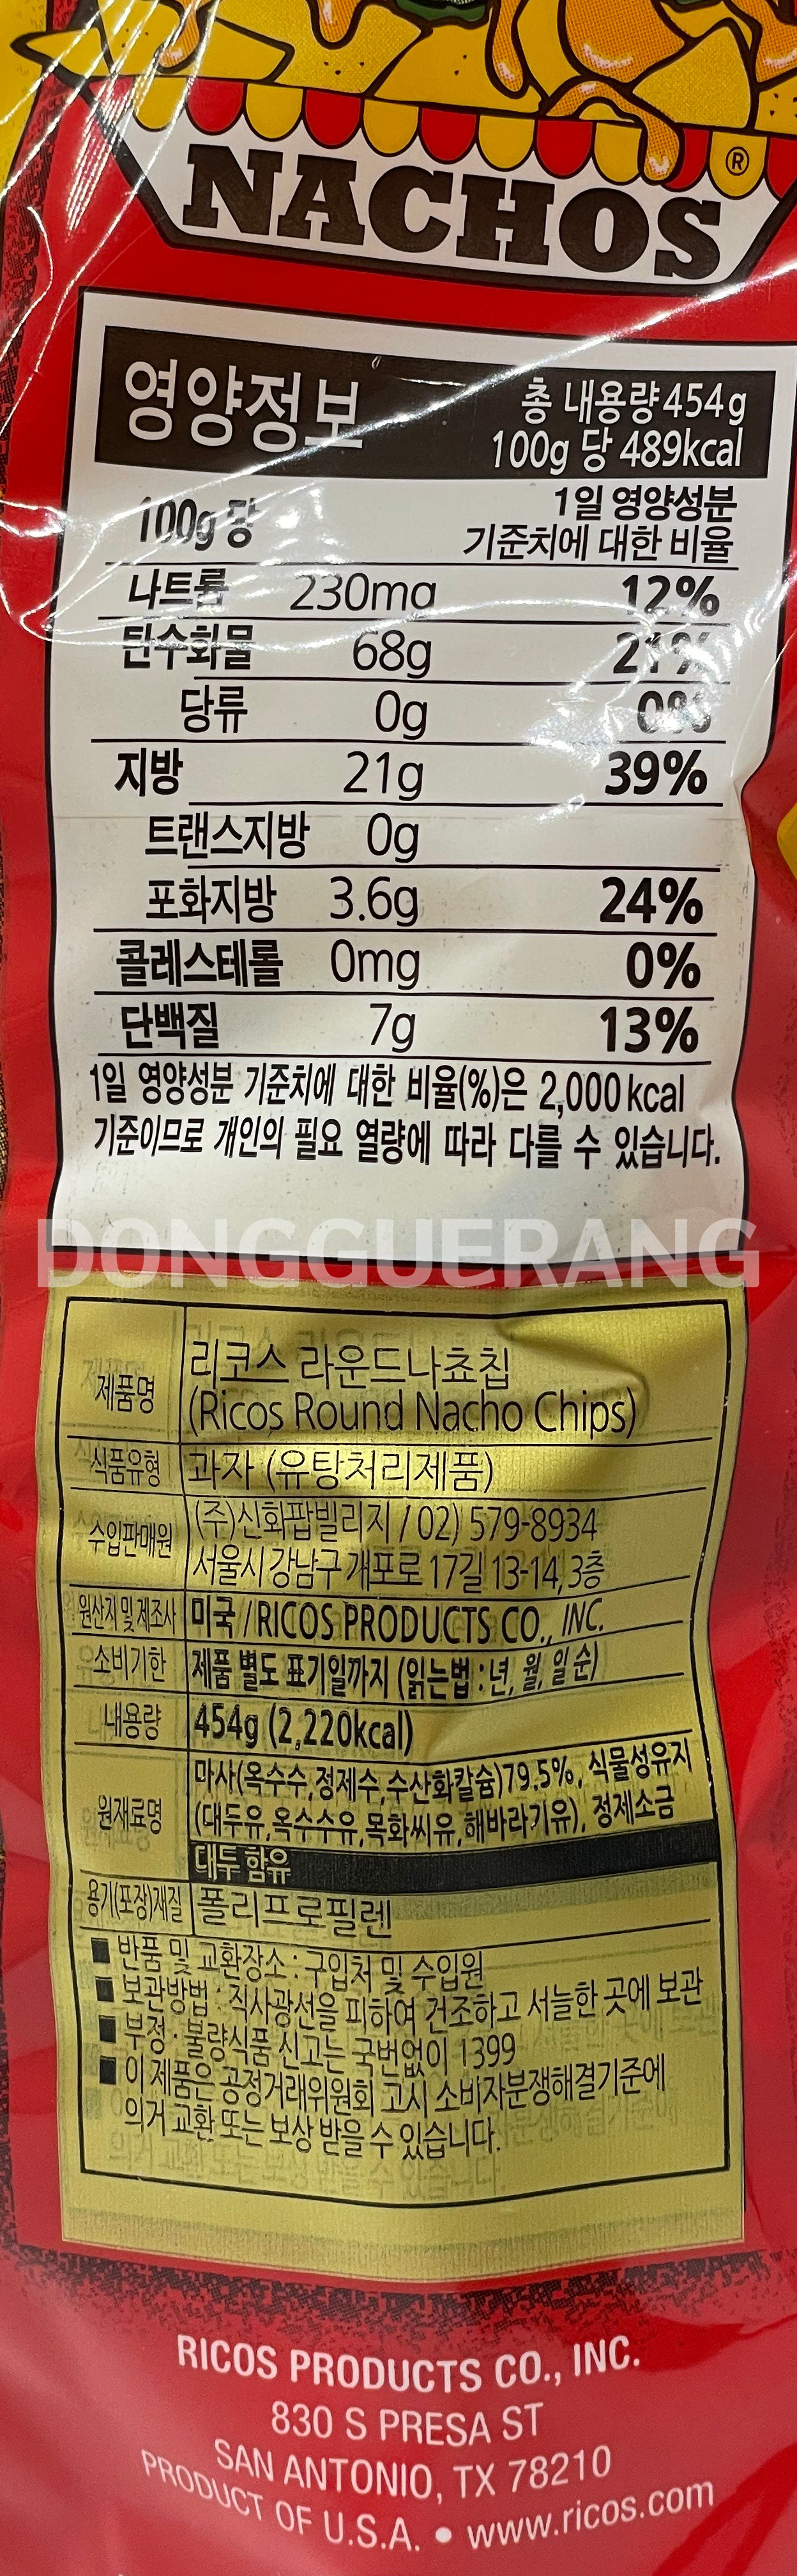 NACHOS®
영양정보
총 내용량 454g
100g 당 489kcal
100g 당
1일 영양성분
기준치에 대한 비율
나트륨 230mg 12%
탄수화물 68g 21%
당류 0g 0%
지방 21g 39%
트랜스지방 0g
포화지방 3.6g 24%
콜레스테롤 0mg 0%
단백질 7g 13%
1일 영양성분 기준치에 대한 비율(%)은 2,000 kcal
기준이므로 개인의 필요 열량에 따라 다를 수 있습니다.
DONGGUERANG
제품명 리코스 라운드나쵸칩
(Ricos Round Nacho Chips)
식품유형 과자 (유탕처리제품)
수입판매원 (주)신화팝빌리지 / 02) 579-8934
서울시 강남구 개포로 17길 13-14, 3층
원산지 및 제조사 미국 / RICOS PRODUCTS CO., INC.
소비기한 제품 별도 표기일까지 (읽는법 : 년, 월, 일 순)
내용량 454g (2,220kcal)
원재료명 마사(옥수수,정제수,수산화칼슘)79.5%, 식물성유지
(대두유,옥수수유,목화씨유,해바라기유), 정제소금
대두 함유
용기(포장)재질 폴리프로필렌
■ 반품 및 교환장소 : 구입처 및 수입원
■ 보관방법 : 직사광선을 피하여 건조하고 서늘한 곳에 보관
■ 부정·불량식품 신고는 국번없이 1399
■ 이 제품은 공정거래위원회 고시 소비자분쟁해결기준에
의거 교환 또는 보상 받을 수 있습니다.
RICOS PRODUCTS CO., INC.
830 S PRESA ST
SAN ANTONIO, TX 78210
PRODUCT OF U.S.A. • www.ricos.com